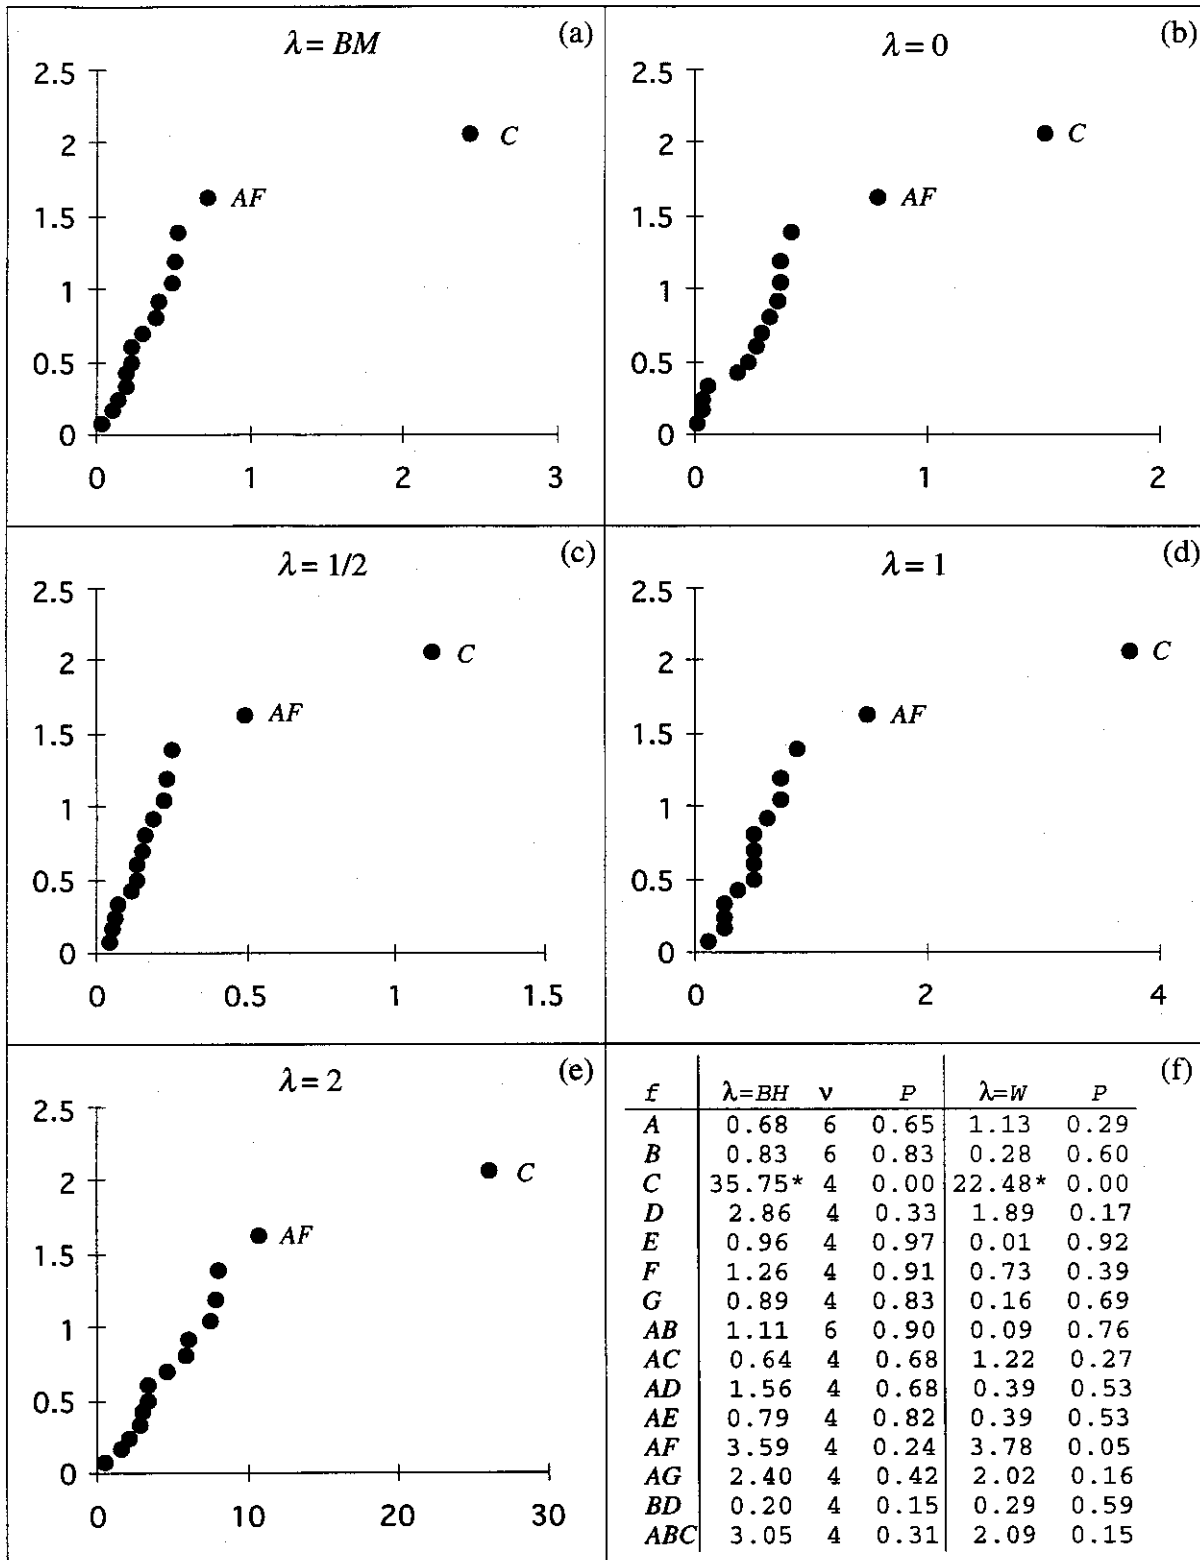 λ = BM (a)
2.5
2
1.5
1
0.5
0
C
AF
0 1 2 3
λ = 0 (b)
2.5
2
1.5
1
0.5
0
C
AF
0 1 2
λ = 1/2 (c)
2.5
2
1.5
1
0.5
0
C
AF
0 0.5 1 1.5
λ = 1 (d)
2.5
2
1.5
1
0.5
0
C
AF
0 2 4
λ = 2 (e)
2.5
2
1.5
1
0.5
0
C
AF
0 10 20 30
(f)
f λ=BH ν P λ=W P
A 0.68 6 0.65 1.13 0.29
B 0.83 6 0.83 0.28 0.60
C 35.75* 4 0.00 22.48* 0.00
D 2.86 4 0.33 1.89 0.17
E 0.96 4 0.97 0.01 0.92
F 1.26 4 0.91 0.73 0.39
G 0.89 4 0.83 0.16 0.69
AB 1.11 6 0.90 0.09 0.76
AC 0.64 4 0.68 1.22 0.27
AD 1.56 4 0.68 0.39 0.53
AE 0.79 4 0.82 0.39 0.53
AF 3.59 4 0.24 3.78 0.05
AG 2.40 4 0.42 2.02 0.16
BD 0.20 4 0.15 0.29 0.59
ABC 3.05 4 0.31 2.09 0.15